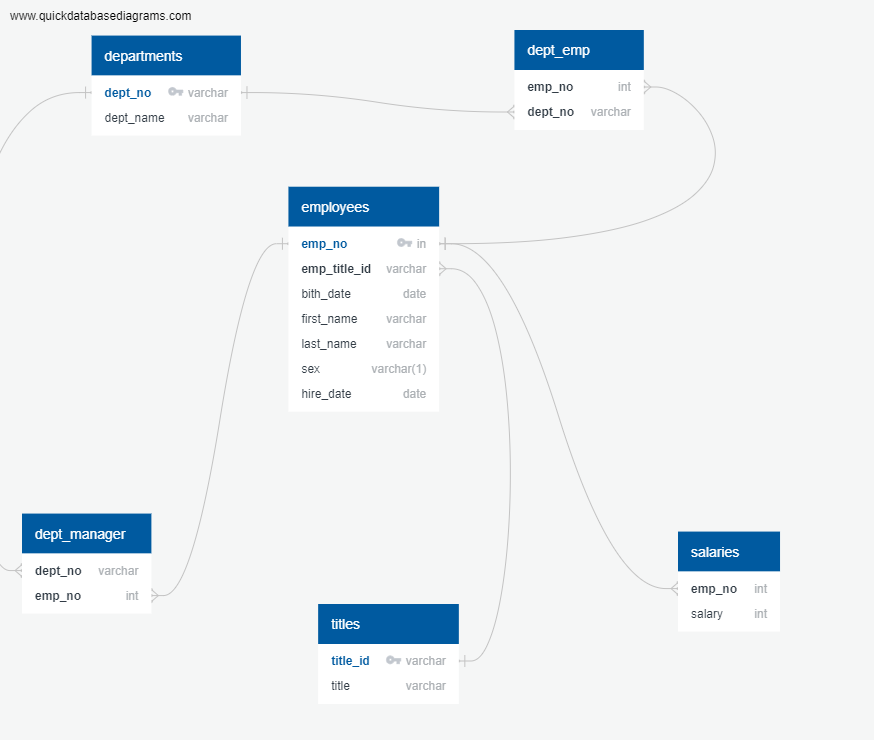 www.quickdatabasediagrams.com
departments
dept_no varchar
dept_name varchar
dept_emp
emp_no int
dept_no varchar
employees
emp_no in
emp_title_id varchar
bith_date date
first_name varchar
last_name varchar
sex varchar(1)
hire_date date
dept_manager
dept_no varchar
emp_no int
salaries
emp_no int
salary int
titles
title_id varchar
title varchar